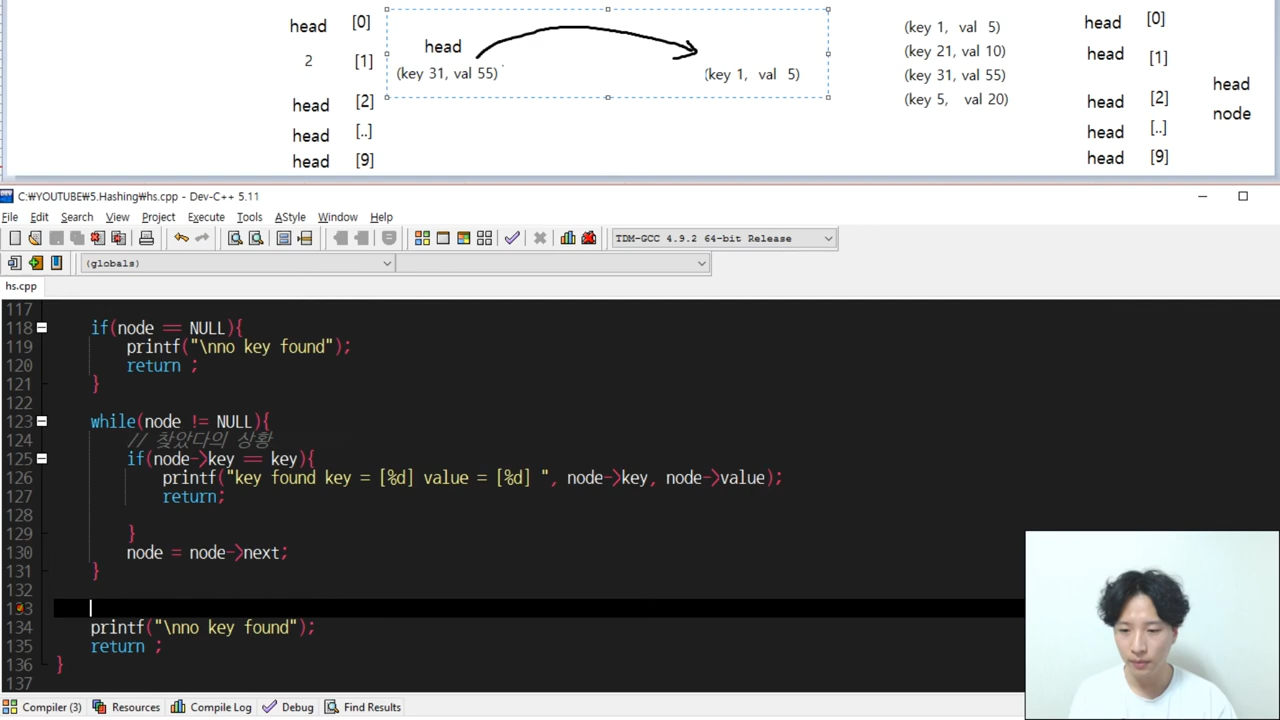 head [0]
2 [1]
head [2]
head [..]
head [9]
head
(key 31, val 55)
(key 1, val 5)
(key 1, val 5)
(key 21, val 10)
(key 31, val 55)
(key 5, val 20)
head [0]
head [1]
head [2]
head [..]
head [9]
head
node
C:₩YOUTUBE₩5.Hashing₩hs.cpp - Dev-C++ 5.11
File Edit Search View Project Execute Tools AStyle Window Help
TDM-GCC 4.9.2 64-bit Release
(globals)
hs.cpp
117
118 if(node == NULL){
119 printf("\nno key found");
120 return ;
121 }
122
123 while(node != NULL){
124 // 찾았다의 상황
125 if(node->key == key){
126 printf("key found key = [%d] value = [%d] ", node->key, node->value);
127 return;
128
129 }
130 node = node->next;
131 }
132
133
134 printf("\nno key found");
135 return ;
136 }
137
Compiler (3) Resources Compile Log Debug Find Results